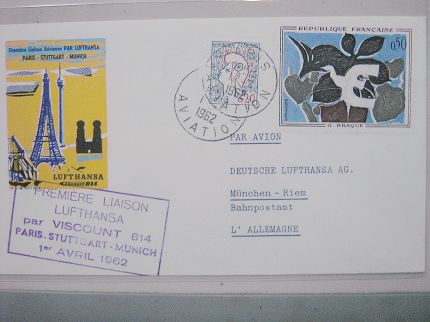 Première Liaison Aérienne PAR LUFTHANSA
PARIS - STUTTGART - MUNICH
LUFTHANSA
814
PREMIÈRE LIAISON
LUFTHANSA
par VISCOUNT 814
PARIS-STUTTGART-MUNICH
1er AVRIL 1962
1962
AVIATION
REPUBLIQUE FRANÇAISE
0,50
G. BRAQUE
PAR AVION
DEUTSCHE LUFTHANSA AG.
München - Riem
Bahnpostamt
L' ALLEMAGNE